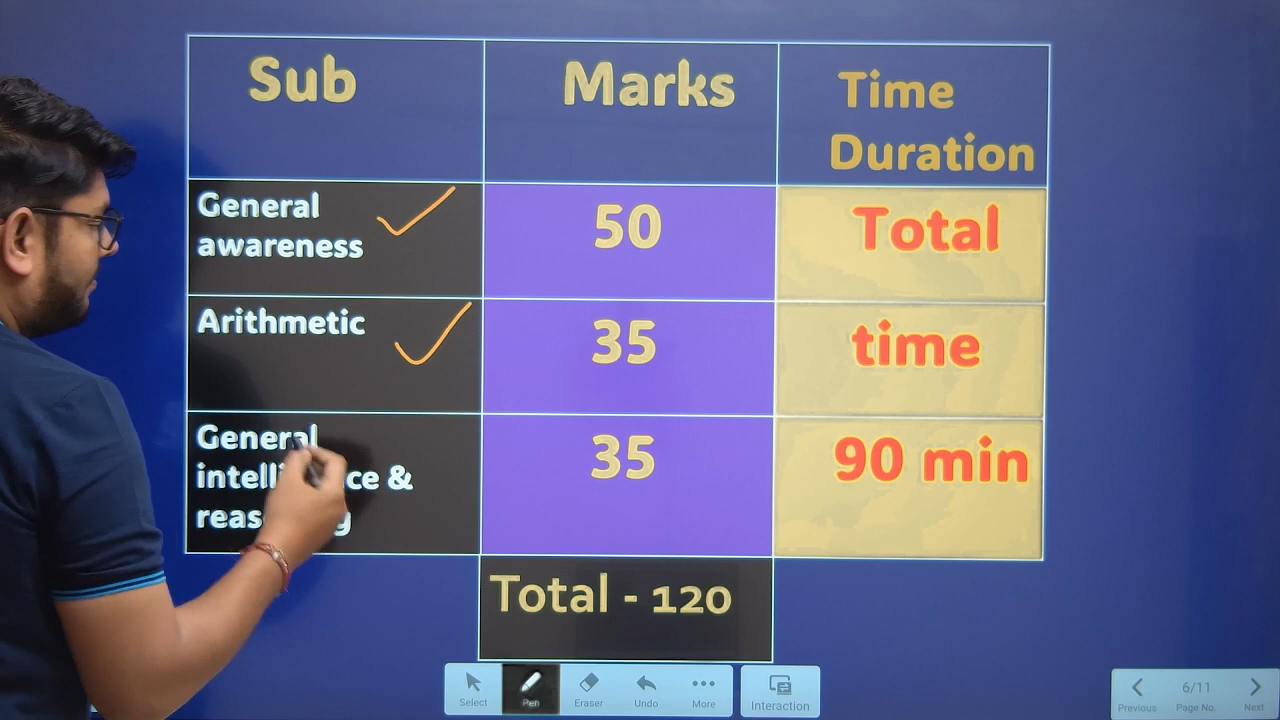 Sub
Marks
Time
Duration
General
awareness
50
Total
Arithmetic
35
time
General
& 
35
90 min
Total - 120
Select
Pen
Eraser
Undo
More
Interaction
Previous
6/11
Page No.
Next